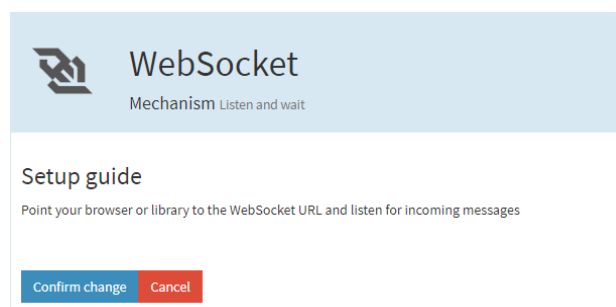 WebSocket
Mechanism Listen and wait
Setup guide
Point your browser or library to the WebSocket URL and listen for incoming messages
Confirm change Cancel